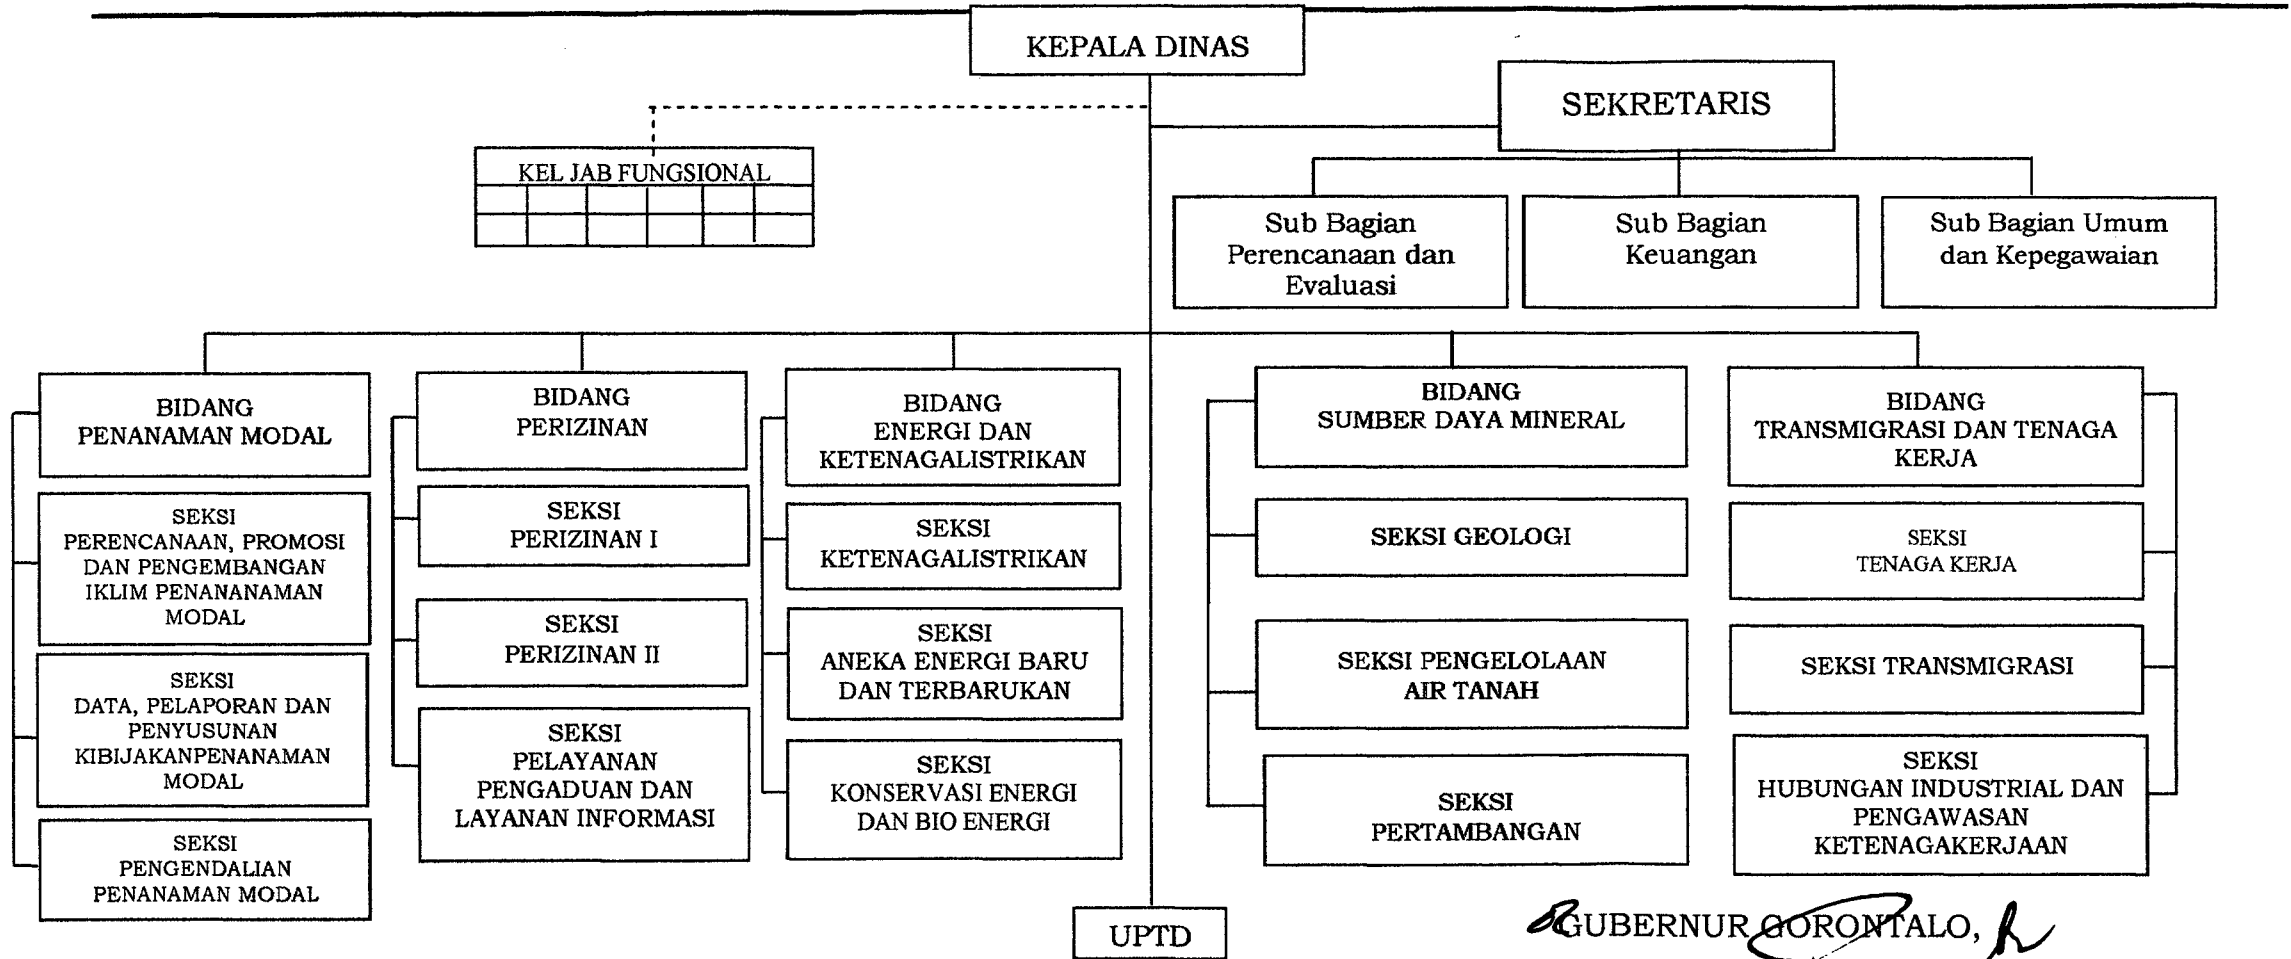 KEPALA DINAS
SEKRETARIS
KEL JAB FUNGSIONAL
Sub Bagian
Perencanaan dan
Evaluasi
Sub Bagian
Keuangan
Sub Bagian Umum
dan Kepegawaian
BIDANG
PENANAMAN MODAL
SEKSI
PERENCANAAN, PROMOSI
DAN PENGEMBANGAN
IKLIM PENANANAMAN
MODAL
SEKSI
DATA, PELAPORAN DAN
PENYUSUNAN
KIBIJAKANPENANAMAN
MODAL
SEKSI
PENGENDALIAN
PENANAMAN MODAL
BIDANG
PERIZINAN
SEKSI
PERIZINAN I
SEKSI
PERIZINAN II
SEKSI
PELAYANAN
PENGADUAN DAN
LAYANAN INFORMASI
BIDANG
ENERGI DAN
KETENAGALISTRIKAN
SEKSI
KETENAGALISTRIKAN
SEKSI
ANEKA ENERGI BARU
DAN TERBARUKAN
SEKSI
KONSERVASI ENERGI
DAN BIO ENERGI
BIDANG
SUMBER DAYA MINERAL
SEKSI GEOLOGI
SEKSI PENGELOLAAN
AIR TANAH
SEKSI
PERTAMBANGAN
BIDANG
TRANSMIGRASI DAN TENAGA
KERJA
SEKSI
TENAGA KERJA
SEKSI TRANSMIGRASI
SEKSI
HUBUNGAN INDUSTRIAL DAN
PENGAWASAN
KETENAGAKERJAAN
UPTD
GUBERNUR GORONTALO,